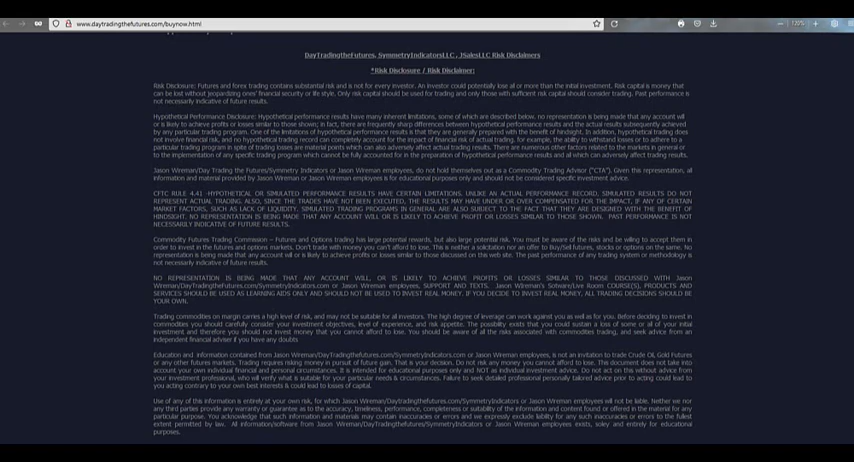 www.daytradingthefutures.com/buynow.html
120%
DayTradingtheFutures, SymmetryIndicatorsLLC , JSalesLLC Risk Disclaimers
*Risk Disclosure / Risk Disclaimer:
Risk Disclosure: Futures and forex trading contains substantial risk and is not for every investor. An investor could potentially lose all or more than the initial investment. Risk capital is money that
can be lost without jeopardizing ones' financial security or life style. Only risk capital should be used for trading and only those with sufficient risk capital should consider trading. Past performance is
not necessarily indicative of future results.
Hypothetical Performance Disclosure: Hypothetical performance results have many inherent limitations, some of which are described below. no representation is being made that any account will
or is likely to achieve profits or losses similar to those shown; in fact, there are frequently sharp differences between hypothetical performance results and the actual results subsequently achieved
by any particular trading program. One of the limitations of hypothetical performance results is that they are generally prepared with the benefit of hindsight. In addition, hypothetical trading does
not involve financial risk, and no hypothetical trading record can completely account for the impact of financial risk of actual trading. for example, the ability to withstand losses or to adhere to a
particular trading program in spite of trading losses are material points which can also adversely affect actual trading results. There are numerous other factors related to the markets in general or
to the implementation of any specific trading program which cannot be fully accounted for in the preparation of hypothetical performance results and all which can adversely affect trading results.
Jason Wireman/Day Trading the Futures/Symmetry Indicators or Jason Wireman employees, do not hold themselves out as a Commodity Trading Advisor ("CTA"). Given this representation, all
information and material provided by Jason Wireman or Jason Wireman employees is for educational purposes only and should not be considered specific investment advice.
CFTC RULE 4.41 -HYPOTHETICAL OR SIMULATED PERFORMANCE RESULTS HAVE CERTAIN LIMITATIONS. UNLIKE AN ACTUAL PERFORMANCE RECORD, SIMULATED RESULTS DO NOT
REPRESENT ACTUAL TRADING. ALSO, SINCE THE TRADES HAVE NOT BEEN EXECUTED, THE RESULTS MAY HAVE UNDER OR OVER COMPENSATED FOR THE IMPACT, IF ANY OF CERTAIN
MARKET FACTORS, SUCH AS LACK OF LIQUIDITY. SIMULATED TRADING PROGRAMS IN GENERAL ARE ALSO SUBJECT TO THE FACT THAT THEY ARE DESIGNED WITH THE BENEFIT OF
HINDSIGHT. NO REPRESENTATION IS BEING MADE THAT ANY ACCOUNT WILL OR IS LIKELY TO ACHIEVE PROFIT OR LOSSES SIMILAR TO THOSE SHOWN. PAST PERFORMANCE IS NOT
NECESSARILY INDICATIVE OF FUTURE RESULTS.
Commodity Futures Trading Commission – Futures and Options trading has large potential rewards, but also large potential risk. You must be aware of the risks and be willing to accept them in
order to invest in the futures and options markets. Don't trade with money you can't afford to lose. This is neither a solicitation nor an offer to Buy/Sell futures, stocks or options on the same. No
representation is being made that any account will or is likely to achieve profits or losses similar to those discussed on this web site. The past performance of any trading system or methodology is
not necessarily indicative of future results.
NO REPRESENTATION IS BEING MADE THAT ANY ACCOUNT WILL, OR IS LIKELY TO ACHIEVE PROFITS OR LOSSES SIMILAR TO THOSE DISCUSSED WITH Jason
Wireman/DayTradingthefutures.com/SymmetryIndicators.com or Jason Wireman employees, SUPPORT AND TEXTS. Jason Wireman's Sotware/Live Room COURSE(S). PRODUCTS AND
SERVICES SHOULD BE USED AS LEARNING AIDS ONLY AND SHOULD NOT BE USED TO INVEST REAL MONEY. IF YOU DECIDE TO INVEST REAL MONEY, ALL TRADING DECISIONS SHOULD BE
YOUR OWN.
Trading commodities on margin carries a high level of risk, and may not be suitable for all investors. The high degree of leverage can work against you as well as for you. Before deciding to invest in
commodities you should carefully consider your investment objectives, level of experience, and risk appetite. The possibility exists that you could sustain a loss of some or all of your initial
investment and therefore you should not invest money that you cannot afford to lose. You should be aware of all the risks associated with commodities trading, and seek advice from an
independent financial adviser if you have any doubts
Education and information contained from Jason Wireman/DayTradingthefutures.com/SymmetryIndicators.com or Jason Wireman employees, is not an invitation to trade Crude Oil, Gold Futures
or any other futures markets. Trading requires risking money in pursuit of future gain. That is your decision. Do not risk any money you cannot afford to lose. This document does not take into
account your own individual financial and personal circumstances. It is intended for educational purposes only and NOT as individual investment advice. Do not act on this without advice from
your investment professional, who will verify what is suitable for your particular needs & circumstances. Failure to seek detailed professional personally tailored advice prior to acting could lead to
you acting contrary to your own best interests & could lead to losses of capital.
Use of any of this information is entirely at your own risk, for which Jason Wireman/Daytradingthefutures.com/SymmetryIndicators or Jason Wireman employees will not be liable. Neither we nor
any third parties provide any warranty or guarantee as to the accuracy, timeliness, performance, completeness or suitability of the information and content found or offered in the material for any
particular purpose. You acknowledge that such information and materials may contain inaccuracies or errors and we expressly exclude liability for any such inaccuracies or errors to the fullest
extent permitted by law. All information/software from Jason Wireman/DayTradingthefutures/SymmetryIndicators or Jason Wireman employees exists, soley and entirely for educational
purposes.